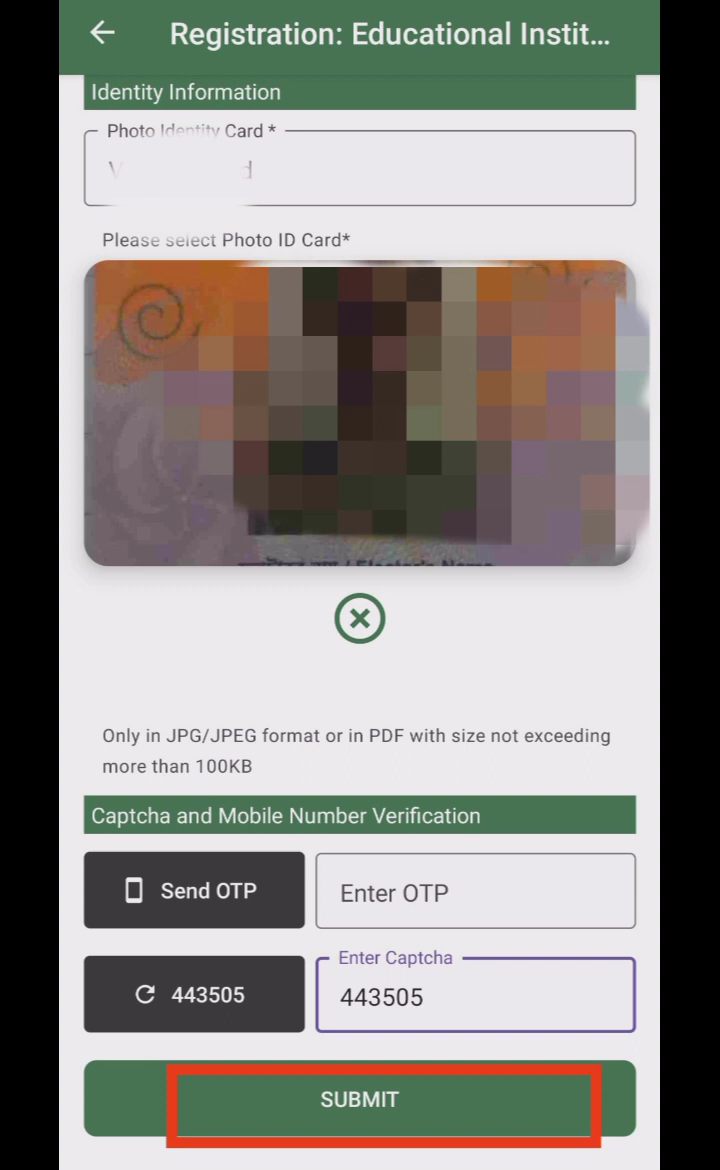 Registration: Educational Instit...
Identity Information
Photo Identity Card *
Please select Photo ID Card*
/ Elector's Name
Only in JPG/JPEG format or in PDF with size not exceeding
more than 100KB
Captcha and Mobile Number Verification
Send OTP
Enter OTP
Enter Captcha
443505
443505
SUBMIT